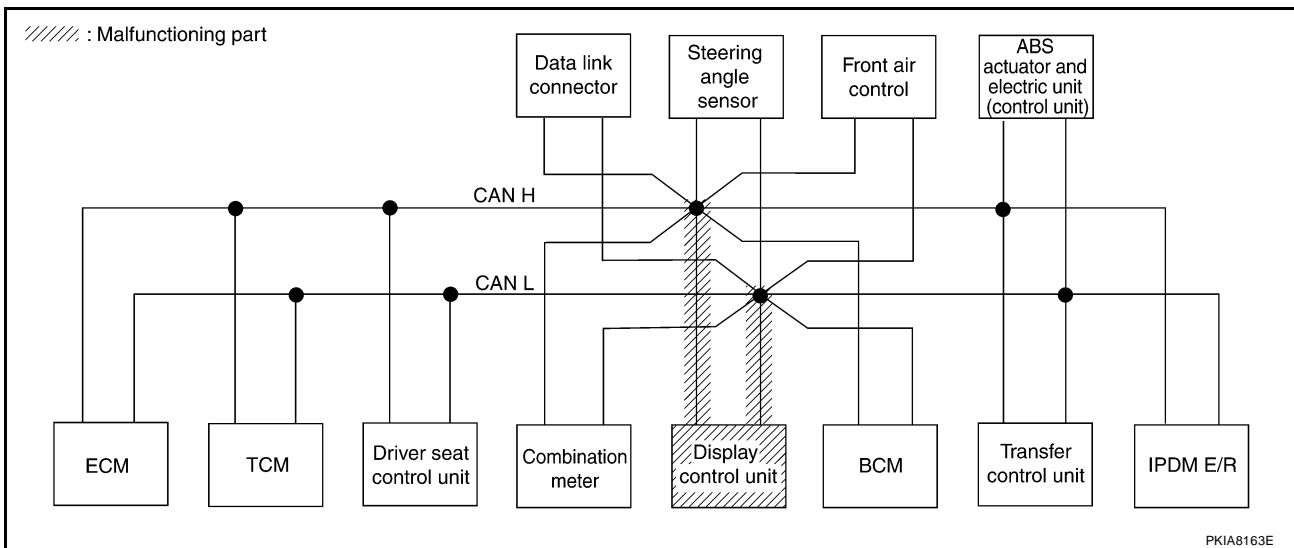 : Malfunctioning part
Data link
connector
Steering
angle
sensor
Front air
control
ABS
actuator and
electric unit
(control unit)
CAN H
CAN L
ECM
TCM
Driver seat
control unit
Combination
meter
Display
control unit
BCM
Transfer
control unit
IPDM E/R
PKIA8163E